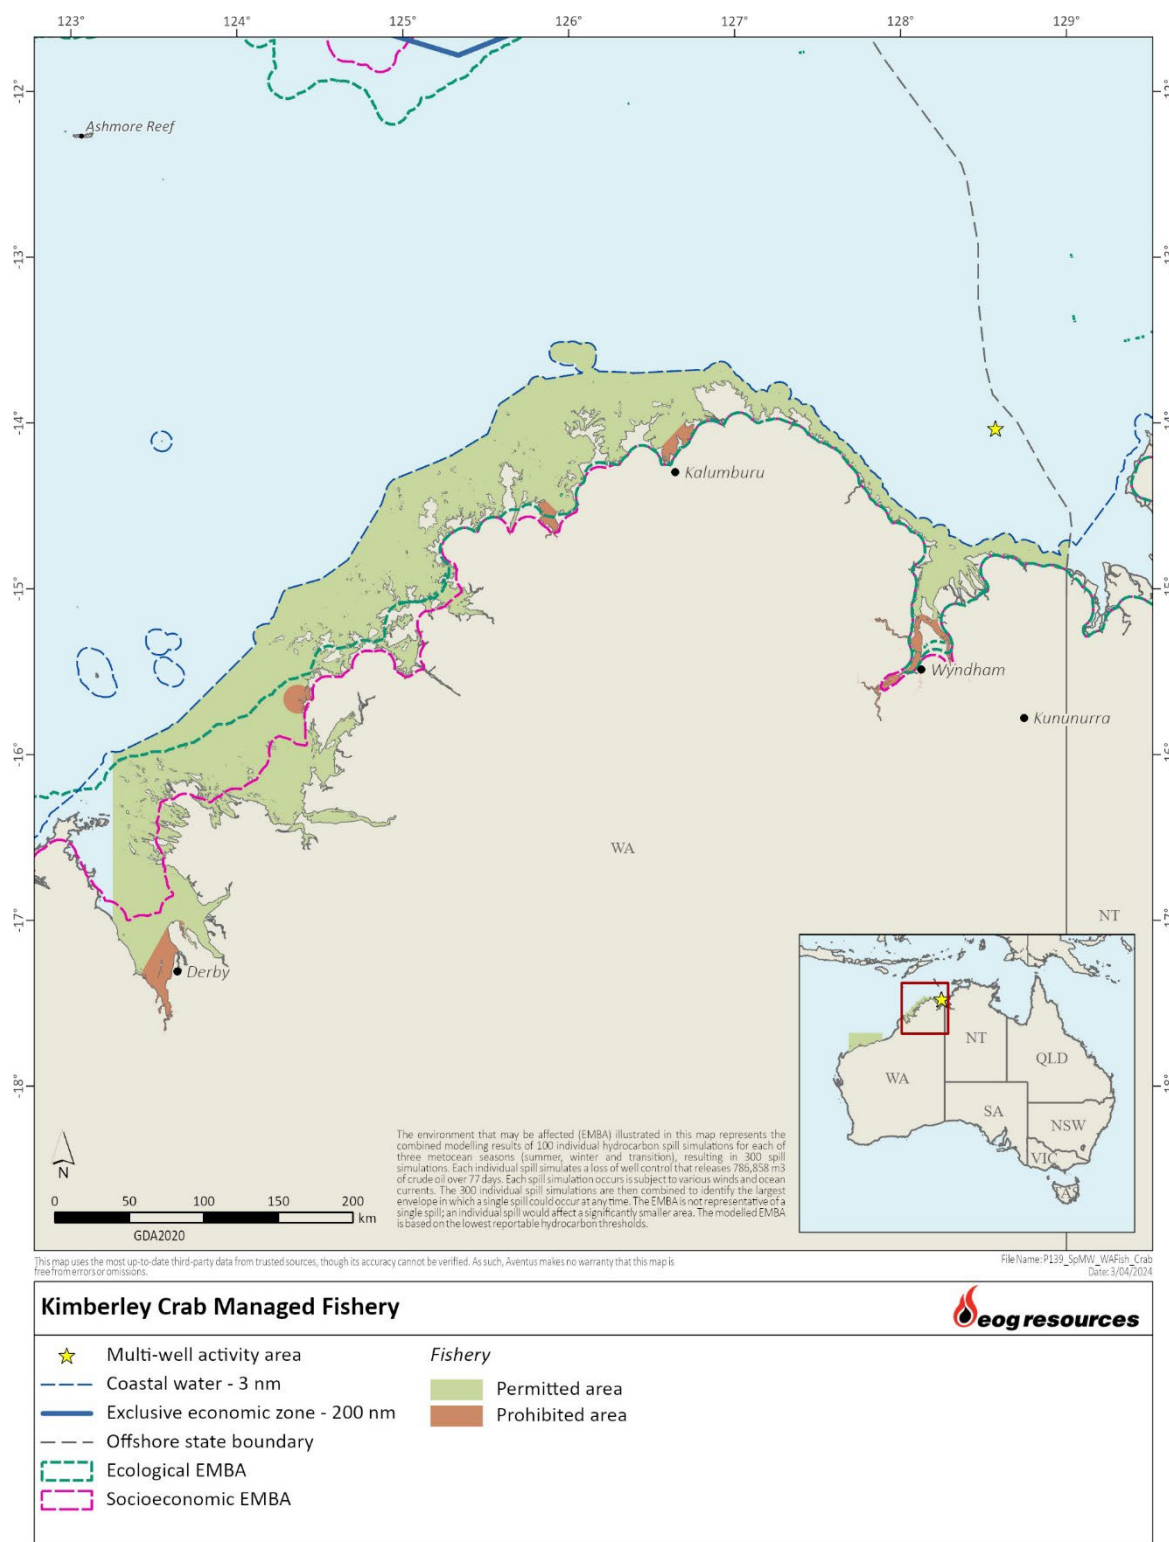 123°
124°
125°
126°
127°
128°
129°
-12°
-12°
Ashmore Reef
-13°
-13°
-14°
-14°
Kalumburu
-15°
15°
Wyndham
Kununurra
-16°
16°
WA
-17°
17°
NT
Derby
-18°
18°
NT
QLD
WA
SA
NSW
VIC
N
The environment that may be affected (EMBA) illustrated in this map represents the
combined modelling results of 100 individual hydrocarbon spill simulations for each of
three metocean seasons (summer, winter and transition), resulting in 300 spill
simulations. Each individual spill simulates a loss of well control that releases 786,858 m3
of crude oil over 77 days. Each spill simulation occurs is subject to various winds and ocean
currents. The 300 individual spill simulations are then combined to identify the largest
envelope in which a single spill could occur at any time. The EMBA is not representative of a
single spill; an individual spill would affect a significantly smaller area. The modelled EMBA
is based on the lowest reportable hydrocarbon thresholds.
0 50 100 150 200
km
GDA2020
This map uses the most up-to-date third-party data from trusted sources, though its accuracy cannot be verified. As such, Aventus makes no warranty that this map is
free from errors or omissions.
File Name: P139_SpMW_WAFish_Crab
Date: 3/04/2024
Kimberley Crab Managed Fishery
eog resources
Multi-well activity area
Coastal water - 3 nm
Exclusive economic zone - 200 nm
Offshore state boundary
Ecological EMBA
Socioeconomic EMBA
Fishery
Permitted area
Prohibited area